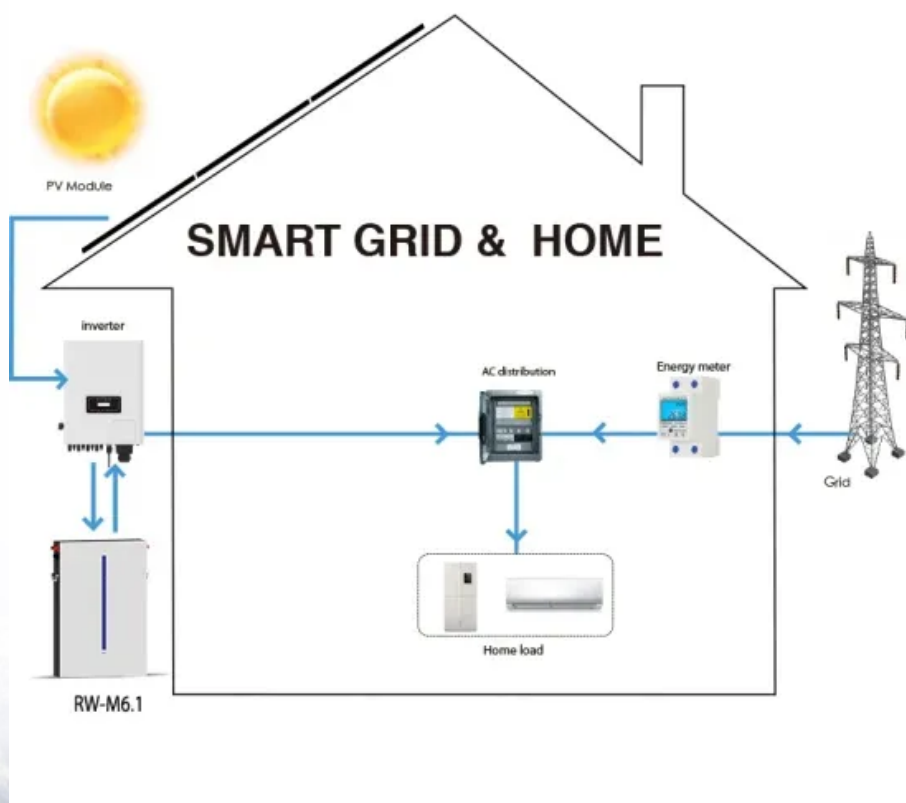 PV Module
SMART GRID & HOME
inverter
AC distribution
Energy meter
Grid
Home load
RW-M6.1